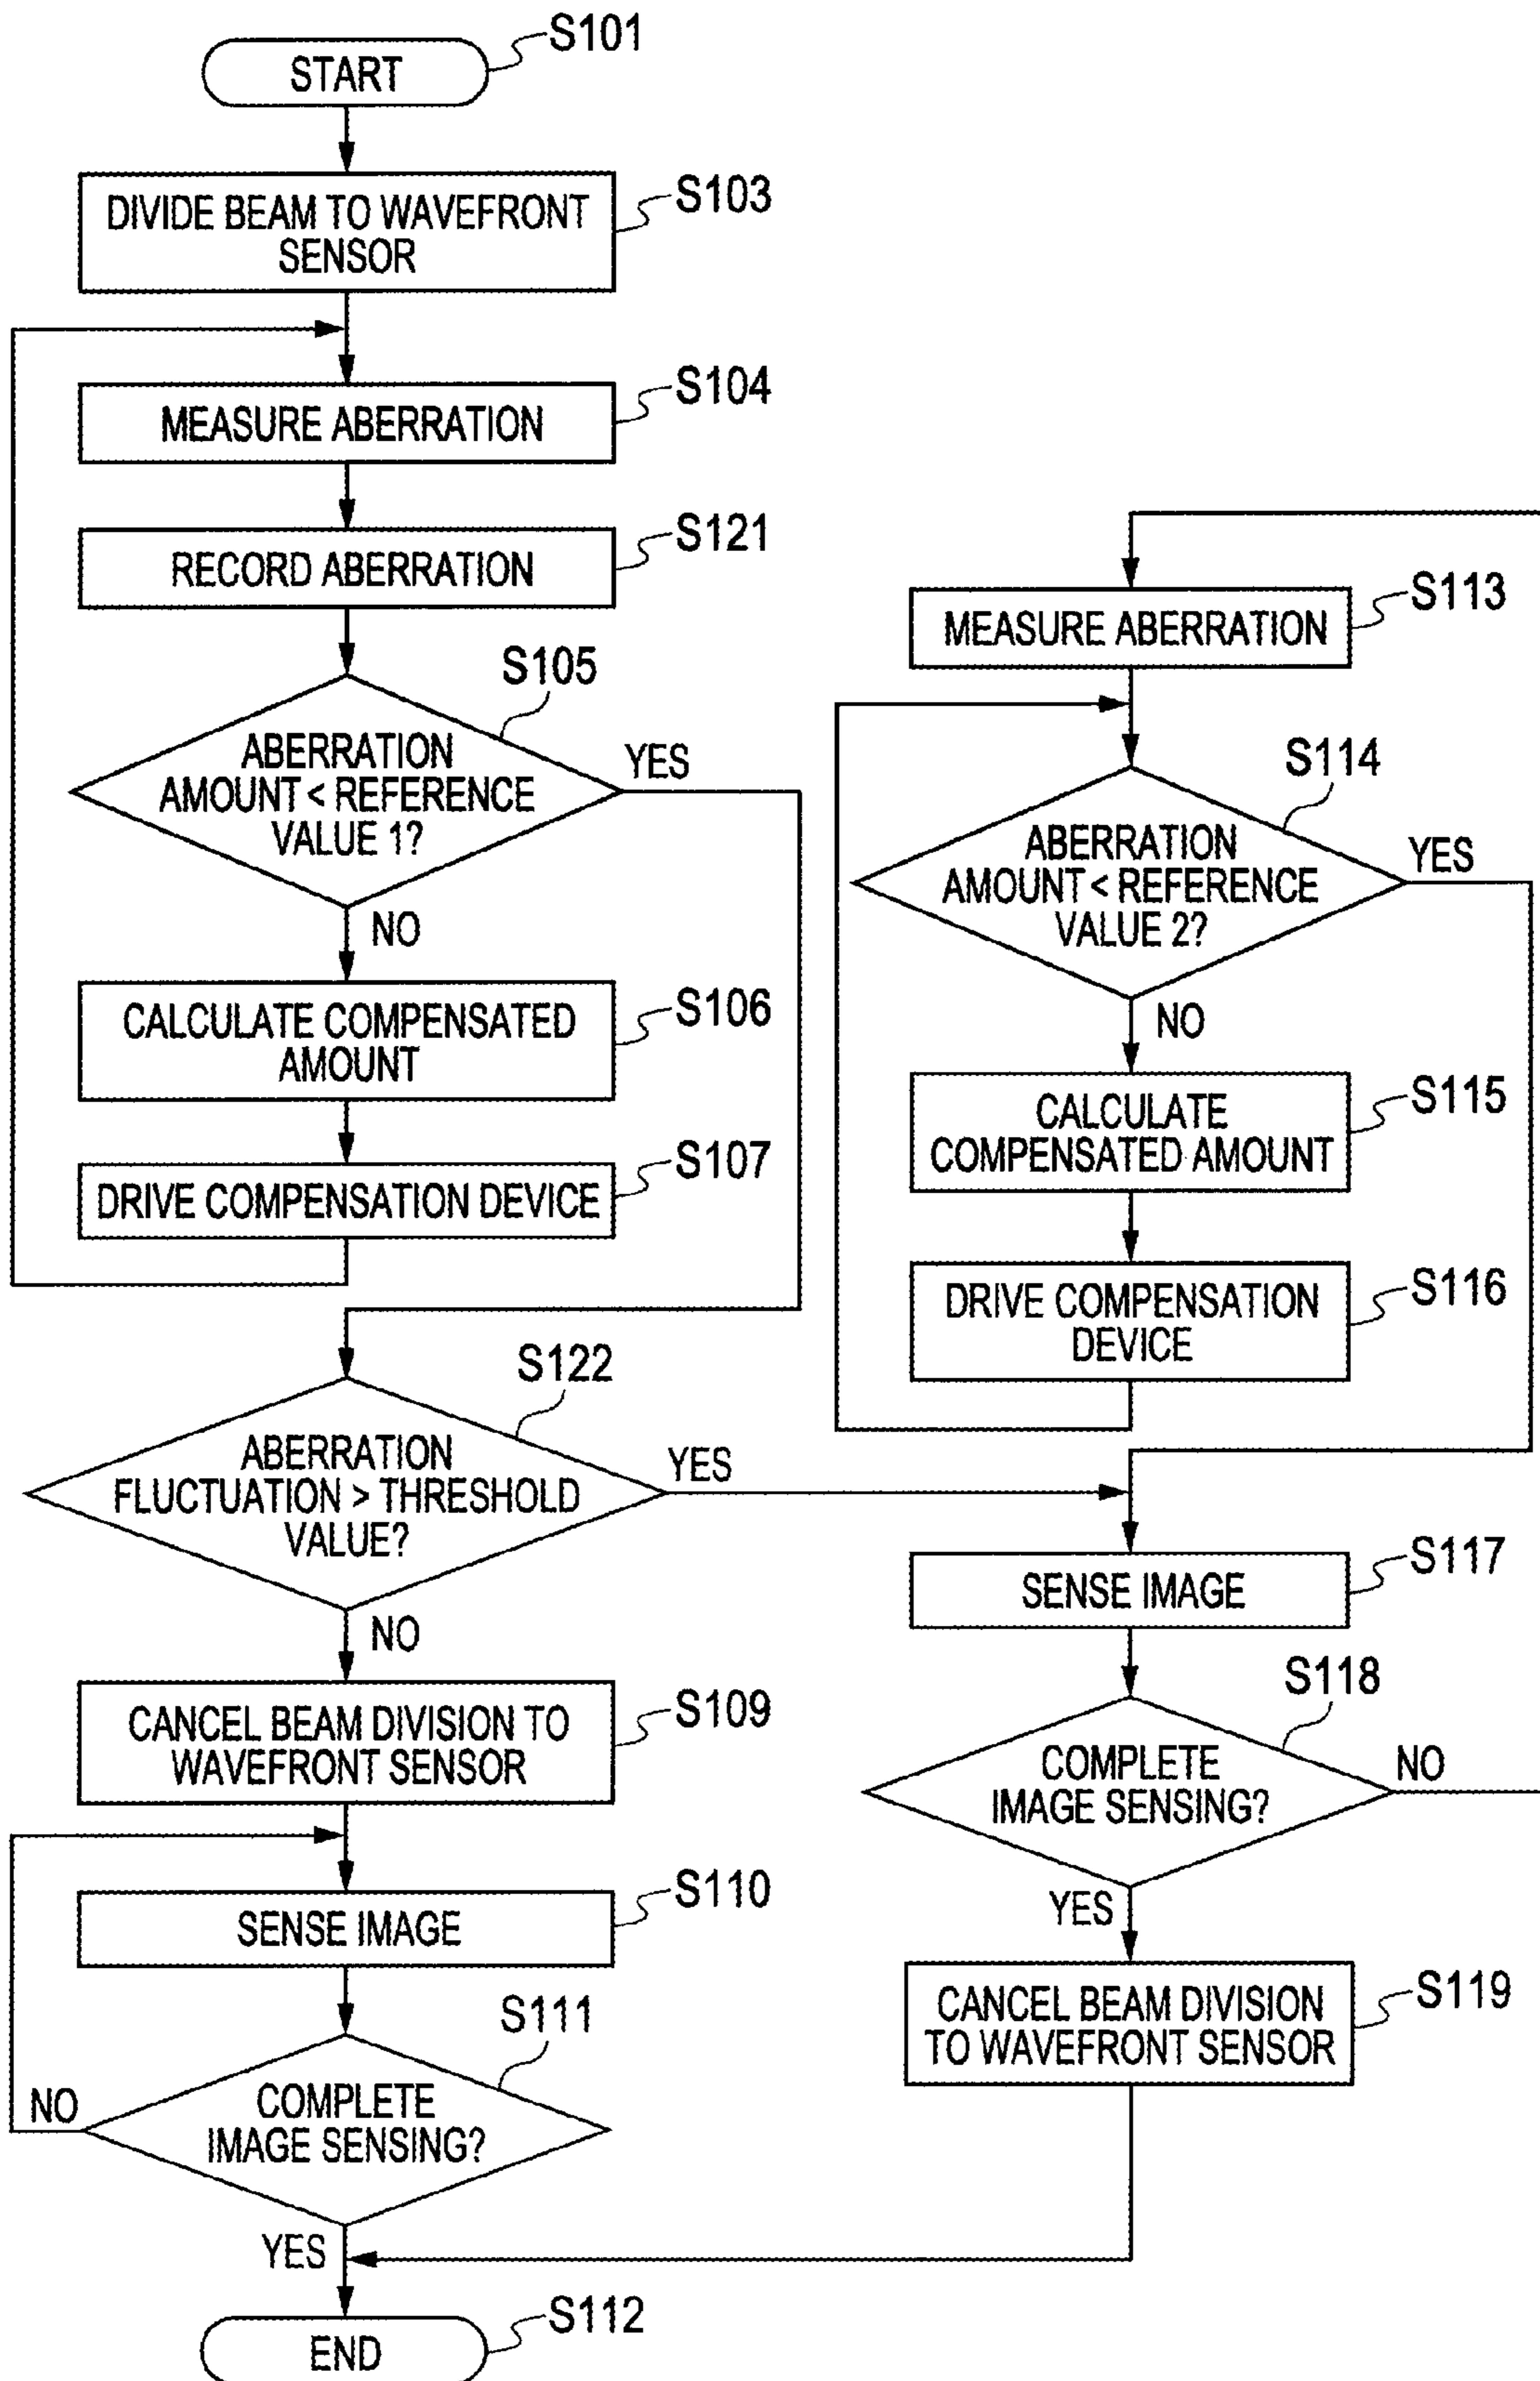 S101
START
S103
DIVIDE BEAM TO WAVEFRONT
SENSOR
S104
MEASURE ABERRATION
S121
RECORD ABERRATION
S105
ABERRATION
AMOUNT < REFERENCE
VALUE 1?
YES
NO
S106
CALCULATE COMPENSATED
AMOUNT
S107
DRIVE COMPENSATION DEVICE
S122
ABERRATION
FLUCTUATION > THRESHOLD
VALUE?
YES
NO
S109
CANCEL BEAM DIVISION TO
WAVEFRONT SENSOR
S110
SENSE IMAGE
S111
COMPLETE
IMAGE SENSING?
NO
YES
S112
END
S113
MEASURE ABERRATION
S114
ABERRATION
AMOUNT < REFERENCE
VALUE 2?
YES
NO
S115
CALCULATE
COMPENSATED AMOUNT
S116
DRIVE COMPENSATION
DEVICE
S117
SENSE IMAGE
S118
COMPLETE
IMAGE SENSING?
NO
YES
S119
CANCEL BEAM DIVISION
TO WAVEFRONT SENSOR